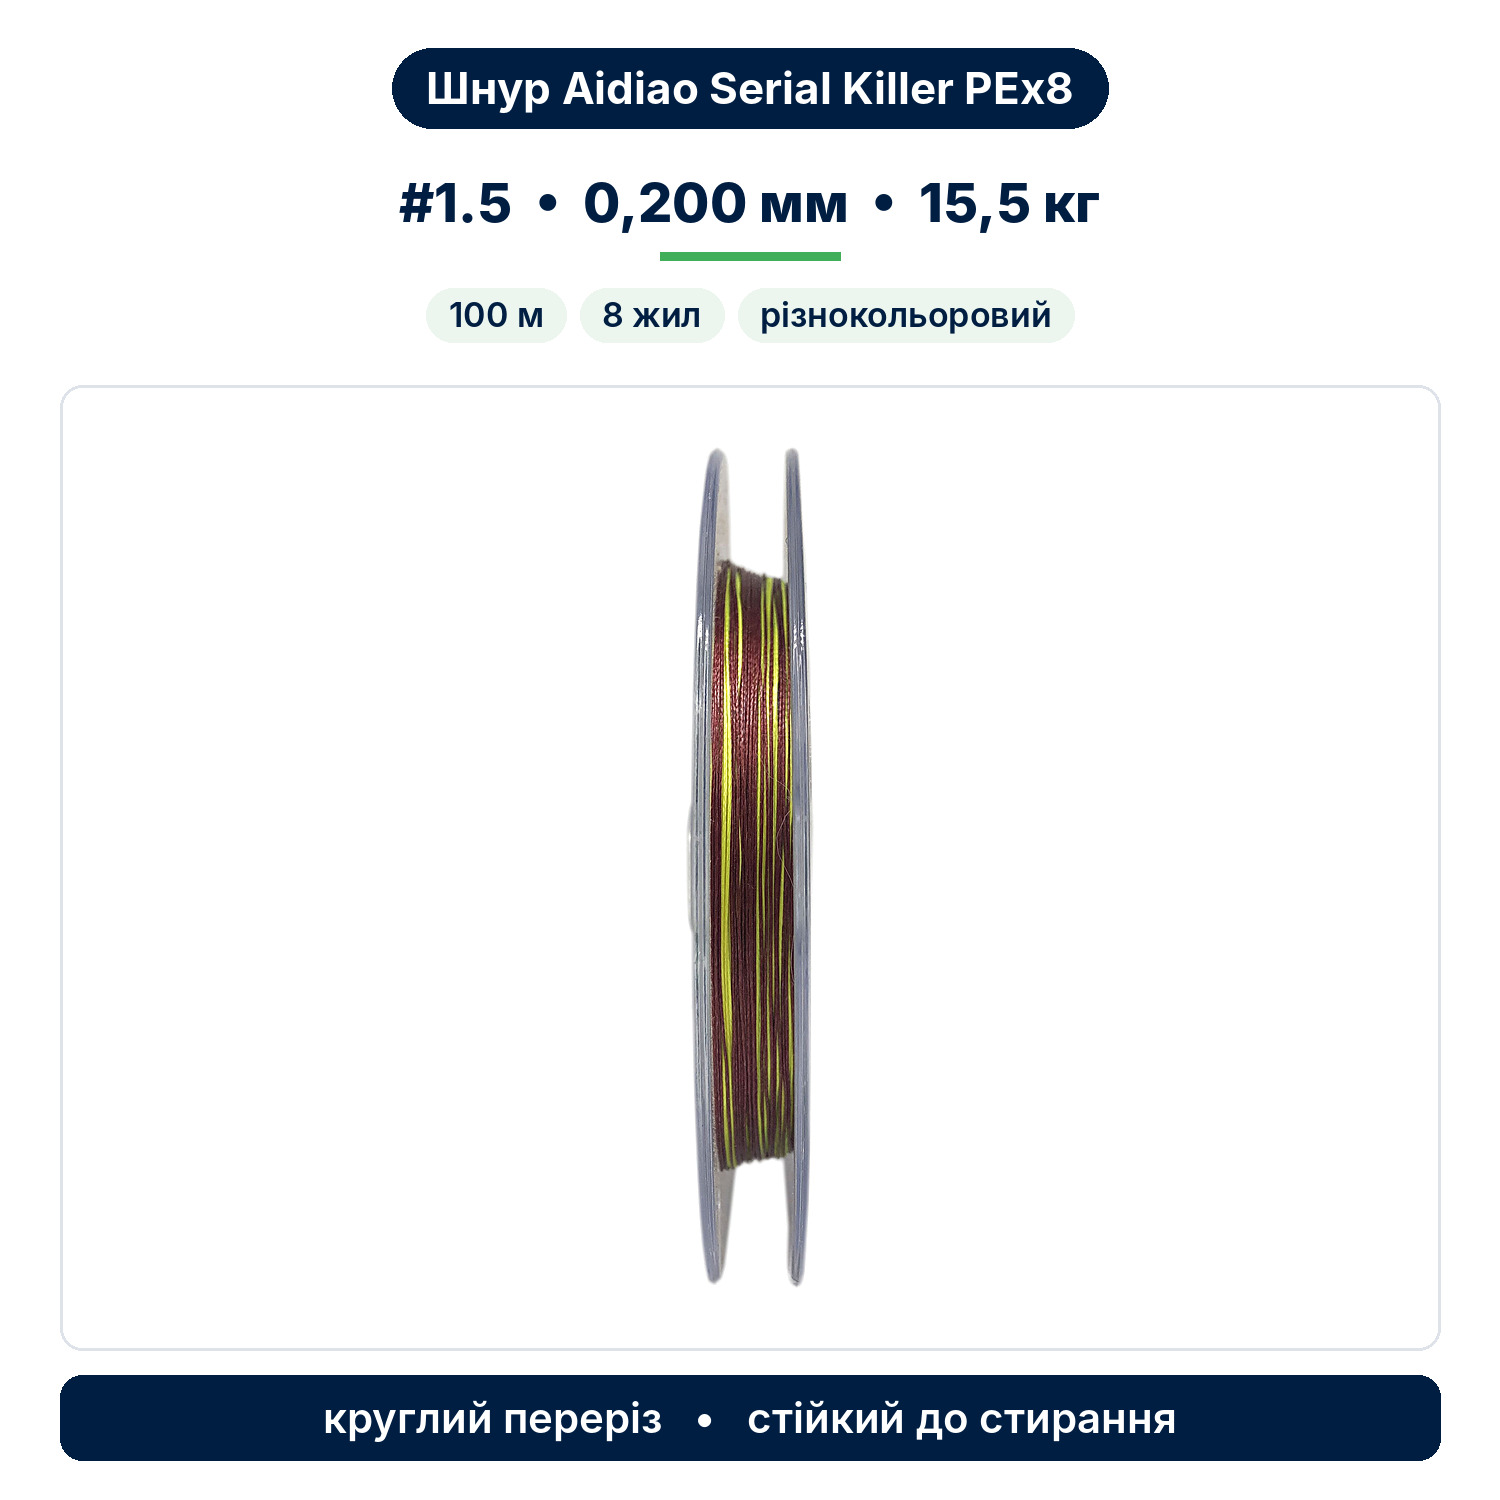 Шнур Aidiao Serial Killer PEx8
#1.5 • 0,200 мм • 15,5 кг
100 м 8 жил різнокольоровий
круглий переріз • стійкий до стирання